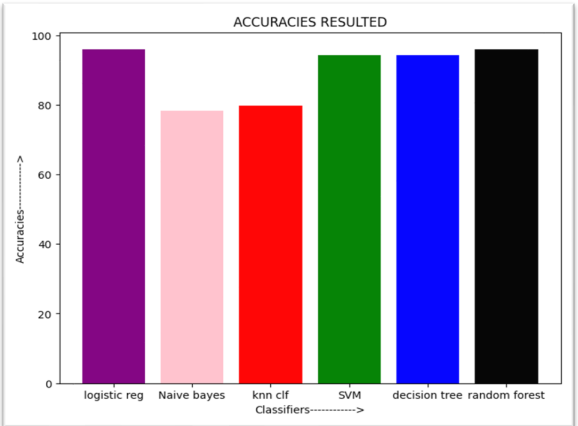 ACCURACIES RESULTED
100
80
60
40
20
0
Accuracies------------>
logistic reg Naive bayes knn clf SVM decision tree random forest
Classifiers------------>